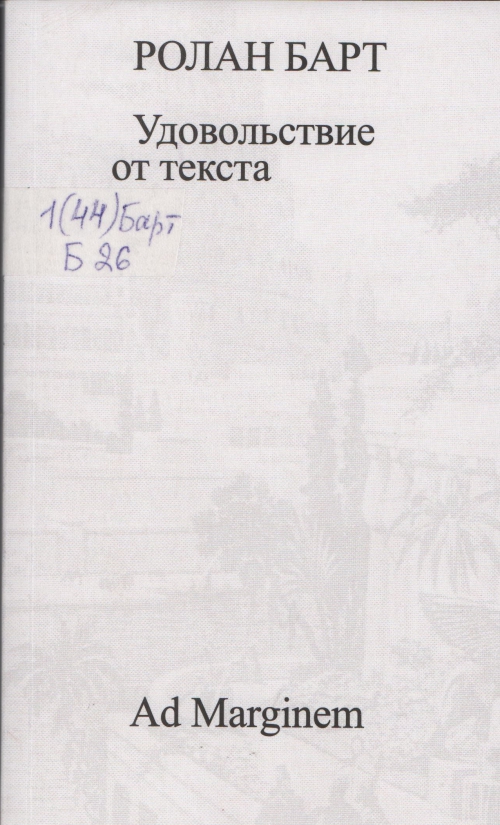 РОЛАН БАРТ
Удовольствие
от текста
1(44)Барт
Б 26
Ad Marginem